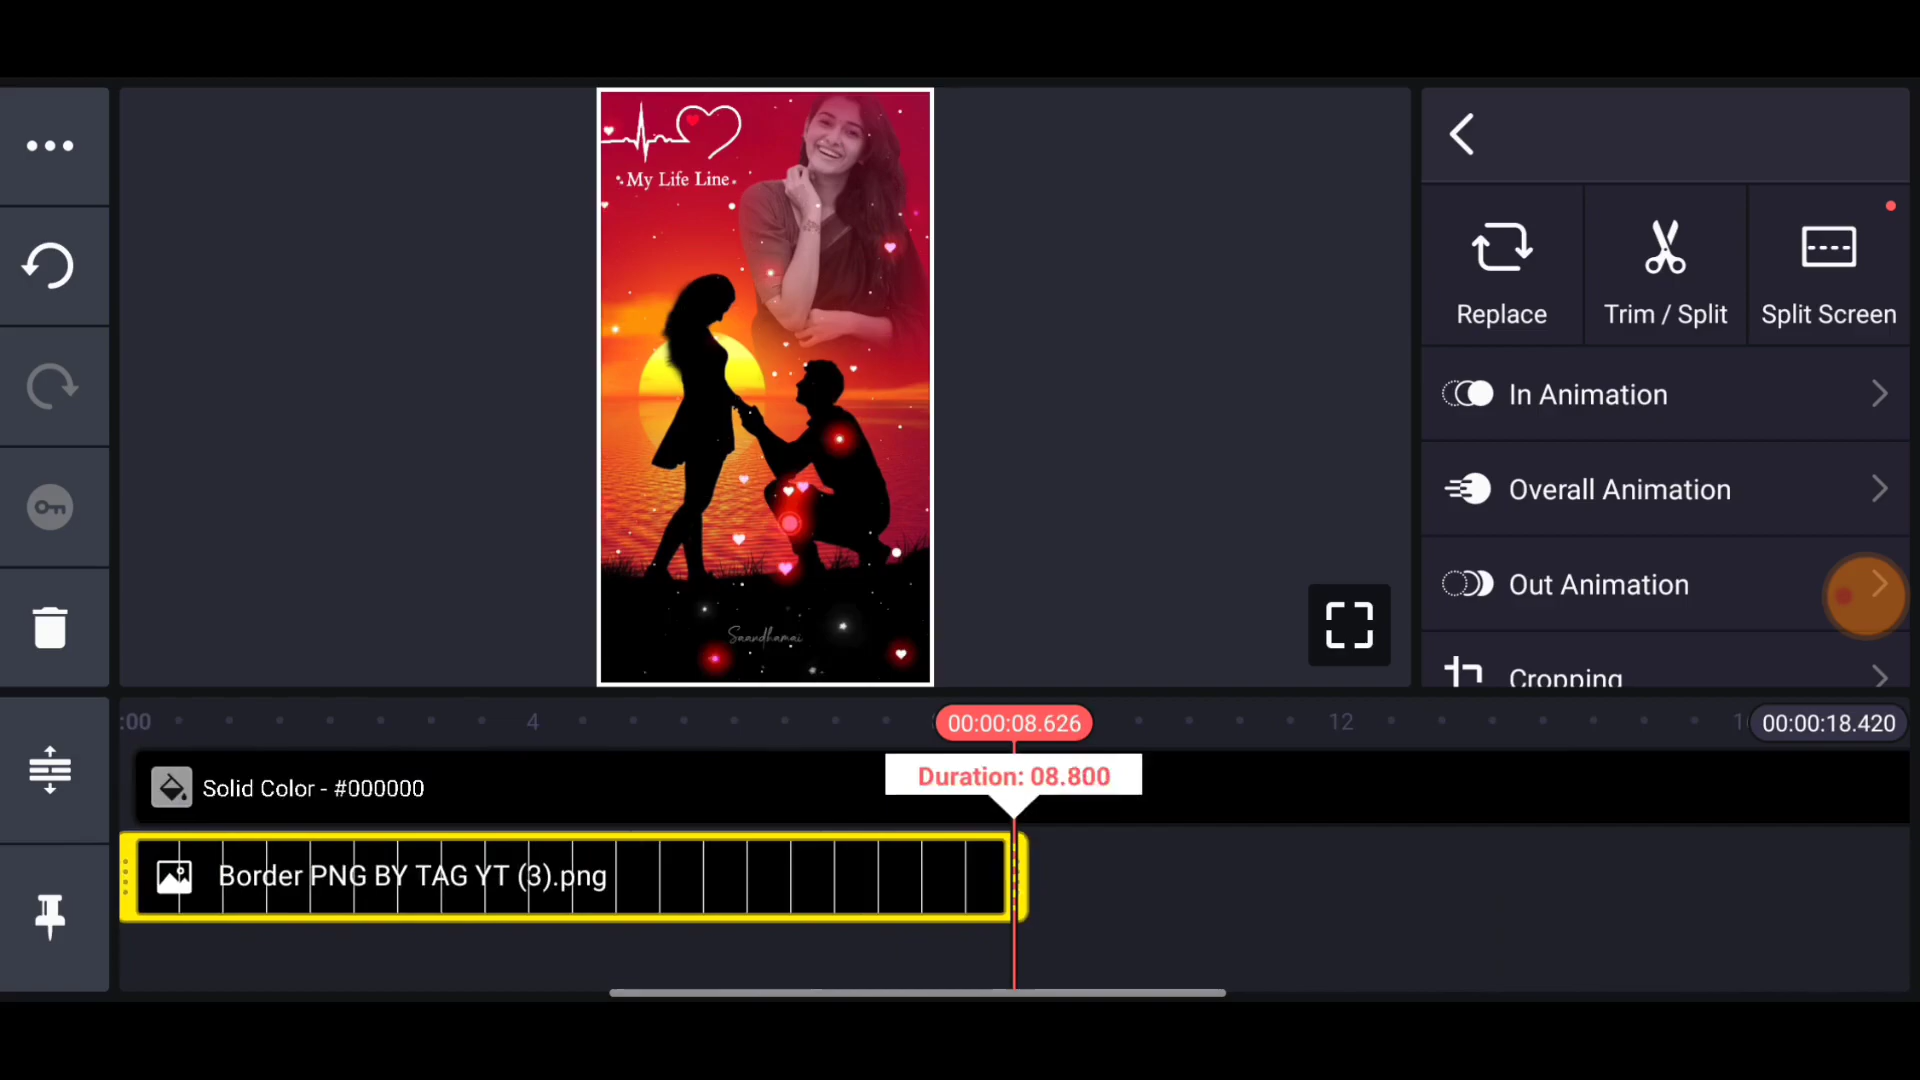 My Life Line
Saandhamai
Replace
Trim / Split
Split Screen
In Animation
Overall Animation
Out Animation
Cropping
:00
4
00:00:08.626
12
00:00:18.420
Duration: 08.800
Solid Color - #000000
Border PNG BY TAG YT (3).png